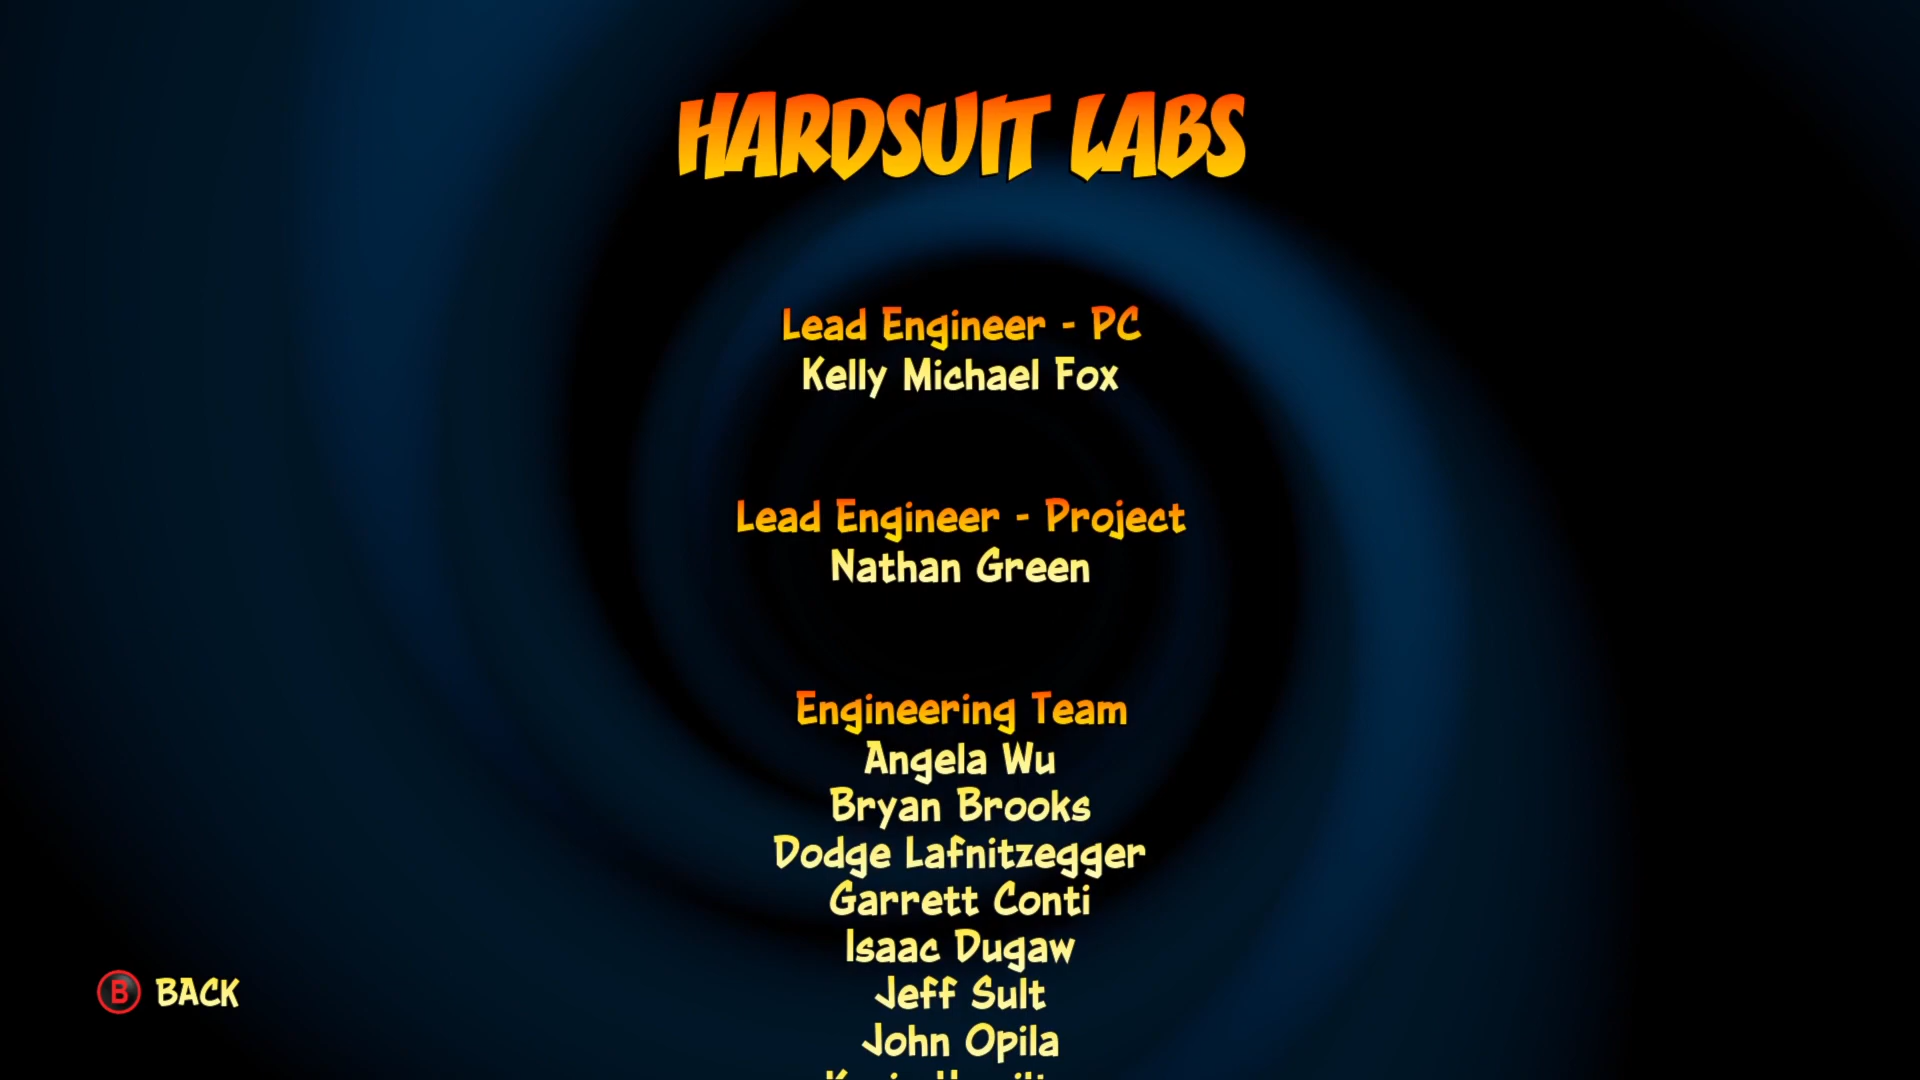 HARDSUIT LABS
Lead Engineer - PC
Kelly Michael Fox
Lead Engineer - Project
Nathan Green
Engineering Team
Angela Wu
Bryan Brooks
Dodge Lafnitzegger
Garrett Conti
Isaac Dugaw
Jeff Sult
John Opila
B BACK